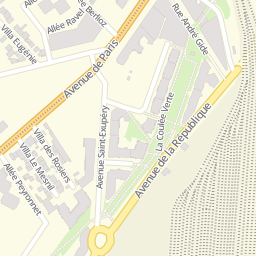 Allée Ravel
Allée Berlioz
Villa Eugénie
Rue André Gide
Avenue de Paris
La Coulée Verte
Avenue de la République
Avenue Saint-Exupéry
Villa des Rosiers
Villa Le Mesnil
Allée Peyronnet